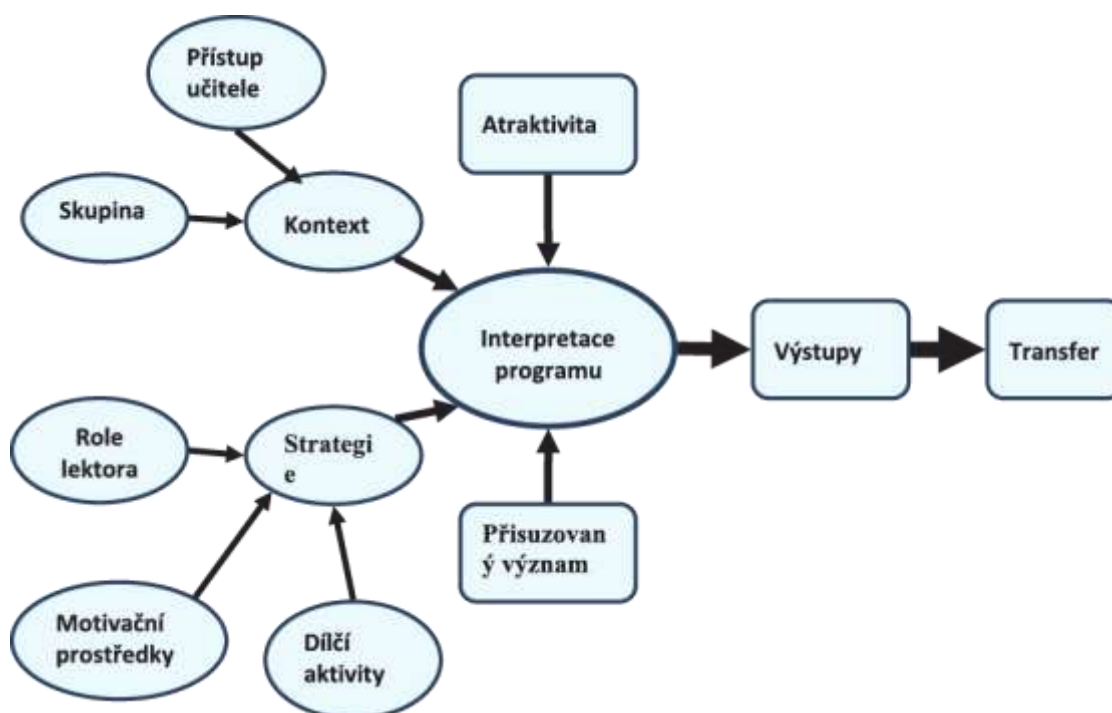 Přístup
učitele
Atraktivita
Skupina
Kontext
Interpretace
programu
Výstupy
Transfer
Role
lektora
Strategi
e
Přisuzovan
ý význam
Motivační
prostředky
Dílčí
aktivity